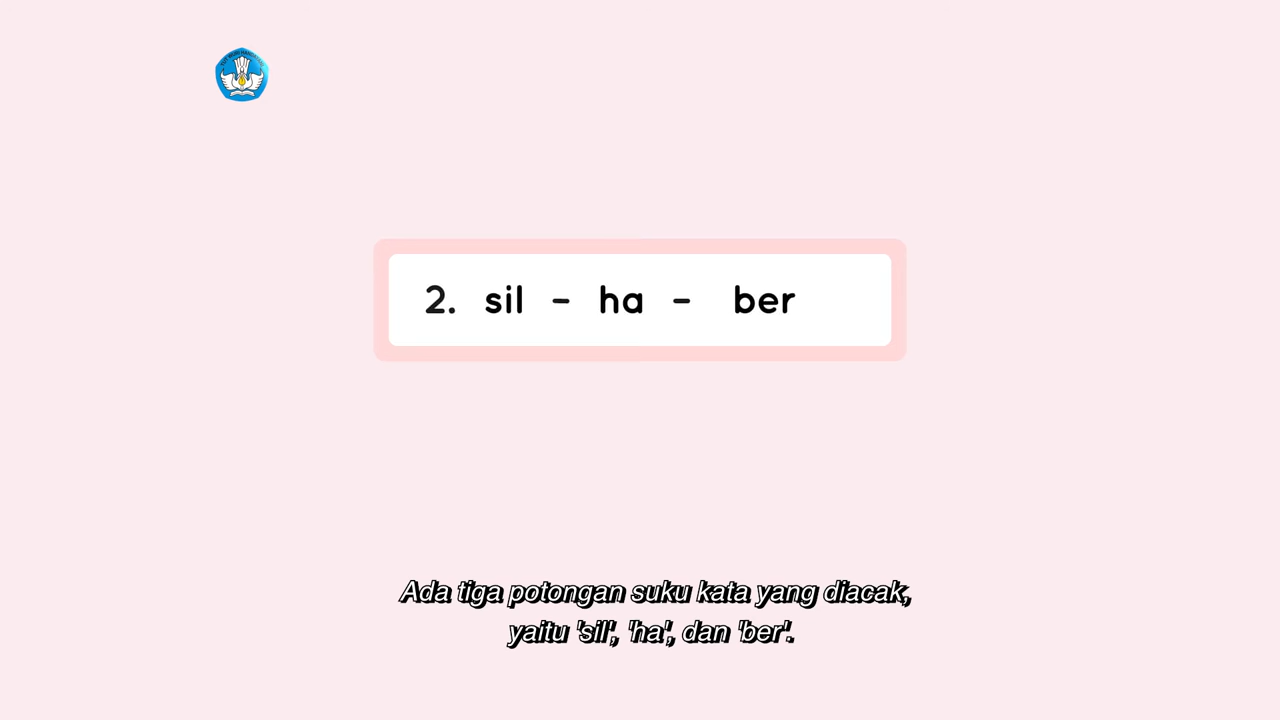 2. sil - ha - ber
Ada tiga potongan suku kata yang diacak,
yaitu 'sil', 'ha', dan 'ber'.